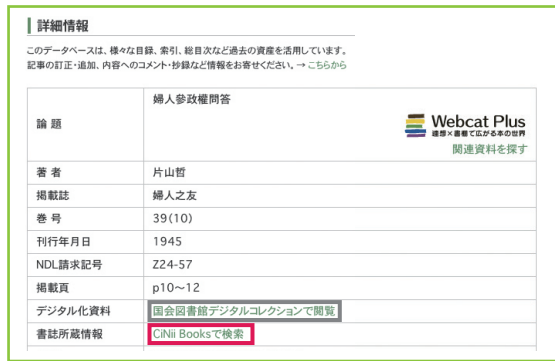 詳細情報
このデータベースは、様々な目録、索引、総目次など過去の資産を活用しています。
記事の訂正・追加、内容へのコメント・抄録など情報をお寄せください。→ こちらから
論 題 婦人參政權問答
Webcat Plus
連想×書棚で広がる本の世界
関連資料を探す
著 者 片山哲
掲載誌 婦人之友
巻 号 39(10)
刊行年月日 1945
NDL請求記号 Z24-57
掲載頁 p10～12
デジタル化資料 国会図書館デジタルコレクションで閲覧
書誌所蔵情報 CiNii Booksで検索